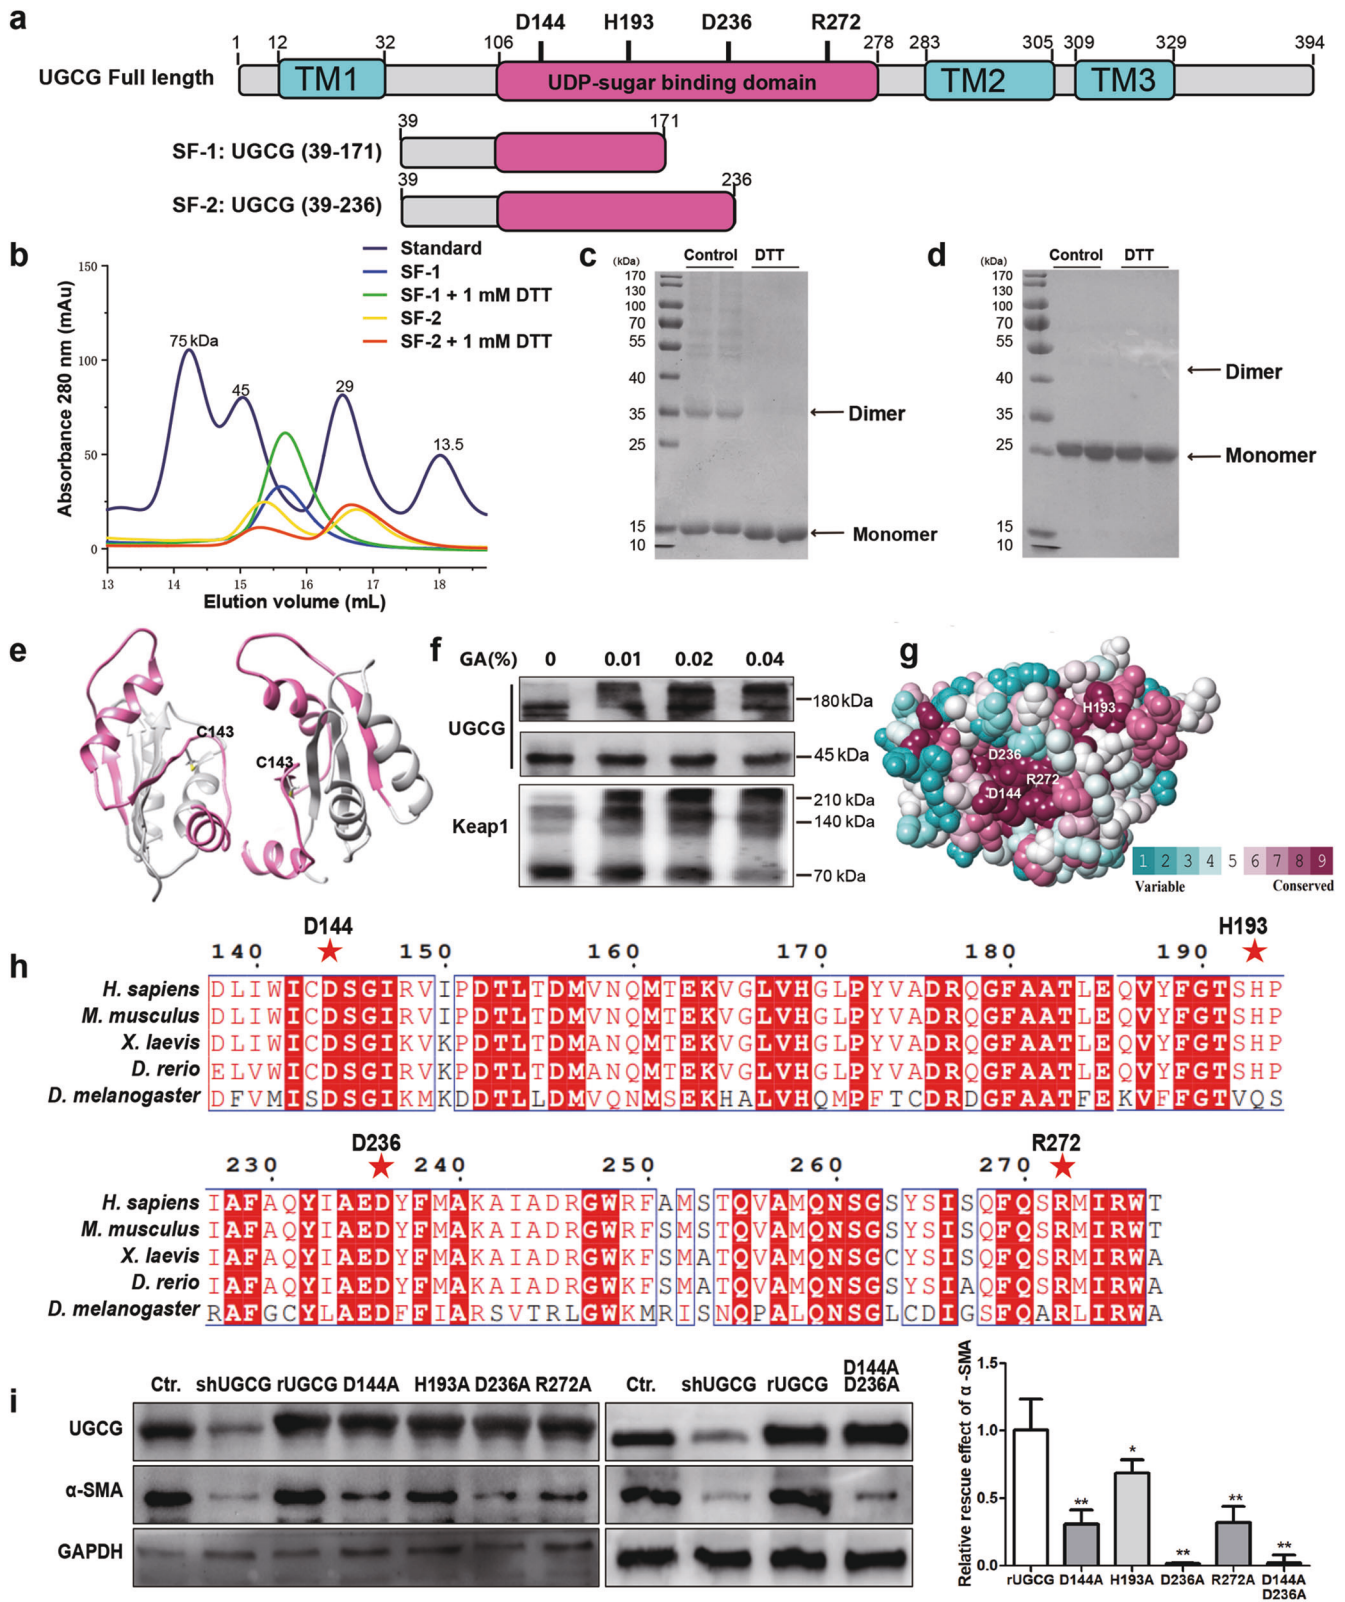 a
D144 H193 D236 R272
1 12 32 106 278 283 305 309 329 394
UGCG Full length TM1 UDP-sugar binding domain TM2 TM3
39 171
SF-1: UGCG (39-171)
39 236
SF-2: UGCG (39-236)
b
Standard
SF-1
SF-1 + 1 mM DTT
SF-2
SF-2 + 1 mM DTT
Absorbance 280 nm (mAu)
150
100
50
0
75 kDa
45
29
13.5
13 14 15 16 17 18
Elution volume (mL)
c
(kDa) Control DTT
170
130
100
70
55
40
35
25
15
10
Dimer
Monomer
d
(kDa) Control DTT
170
130
100
70
55
40
35
25
15
10
Dimer
Monomer
e
C143
C143
f
GA(%) 0 0.01 0.02 0.04
UGCG
180 kDa
45 kDa
Keap1
210 kDa
140 kDa
70 kDa
g
H193
D236
R272
D144
1 2 3 4 5 6 7 8 9
Variable Conserved
h
D144 H193
140 150 160 170 180 190
H. sapiens DLIWICDSGIRVIPDTLTDMVNQMTEKVGLVHGLPYVADRQGFAATLEQVYFGTSHP
M. musculus DLIWICDSGIRVIPDTLTDMVNQMTEKVGLVHGLPYVADRQGFAATLEQVYFGTSHP
X. laevis DLIWICDSGIKVKPDTLTDMANQMTEKVGLVHGLPYVADRQGFAATLEQVYFGTSHP
D. rerio ELVWICDSGIRVKPDTLTDMANQMTEKVGLVHGLPYVADRQGFAATLEQVYFGTSHP
D. melanogaster DFVMISDSGIKMKDDTLLDMVQNMSEKHALVHQMPFTCDRDGFAATFEKVFFGTVQS
D236 R272
230 240 250 260 270
H. sapiens IAFAQYIAEDYFMAKAIADRGWRFAMSTQVAMQNSGSYSISQFQSRMIRWT
M. musculus IAFAQYIAEDYFMAKAIADRGWRFSMSTQVAMQNSGSYSISQFQSRMIRWT
X. laevis IAFAQYIAEDYFMAKAIADRGWKFSMATQVAMQNSGCYSISQFQSRMIRWA
D. rerio IAFAQYIAEDYFMAKAIADRGWKFSMATQVAMQNSGSYSIAQFQSRMIRWA
D. melanogaster RAFGCYLAEDFFIARSVTRLGWKMRISNQPALQNSGLCDIGSFQARLIRWA
i
Ctr. shUGCG rUGCG D144A H193A D236A R272A
Ctr. shUGCG rUGCG D144A
D236A
UGCG
α-SMA
GAPDH
Relative rescue effect of α -SMA
1.5
1.0
0.5
0.0
** * ** ** **
rUGCG D144A H193A D236A R272A D144A
D236A